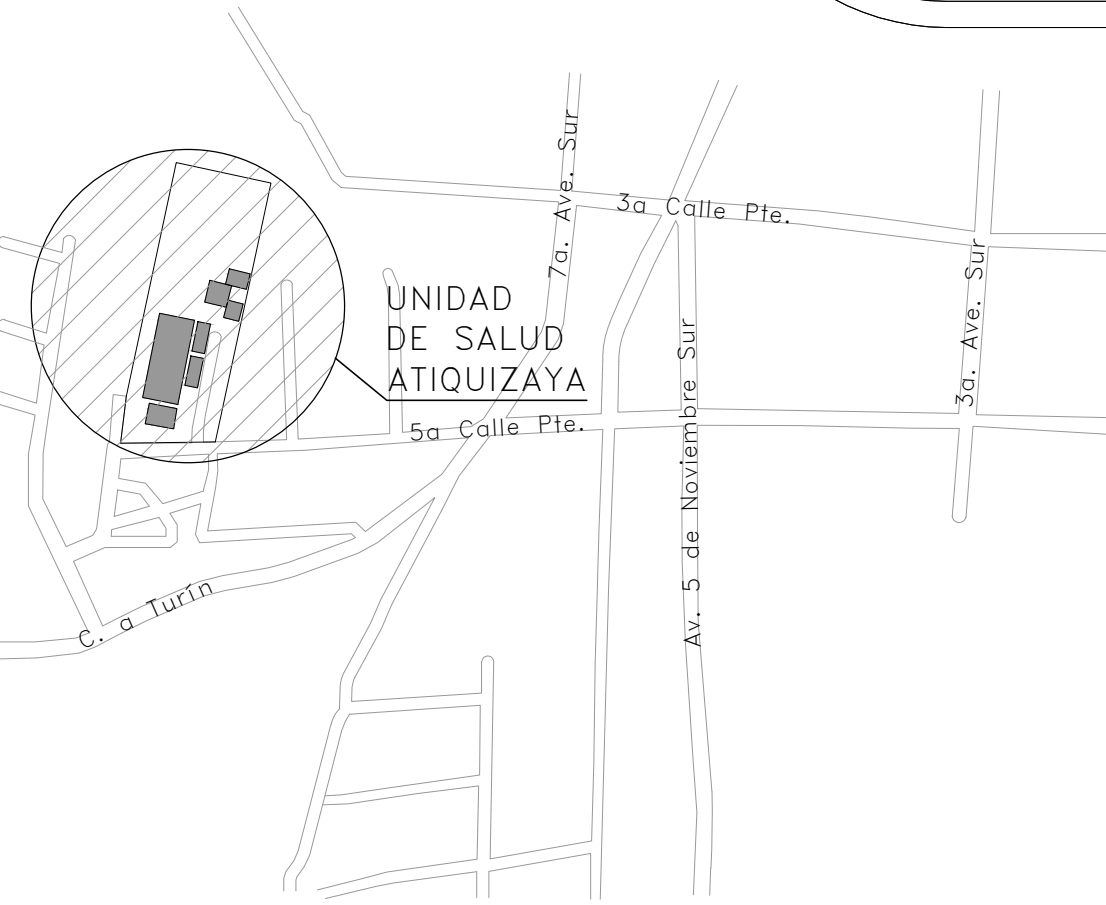 7a. Ave. Sur
3a Calle Pte.
3a. Ave. Sur
UNIDAD
DE SALUD
ATIQUIZAYA
5a Calle Pte.
Av. 5 de Noviembre Sur
C. a Turín